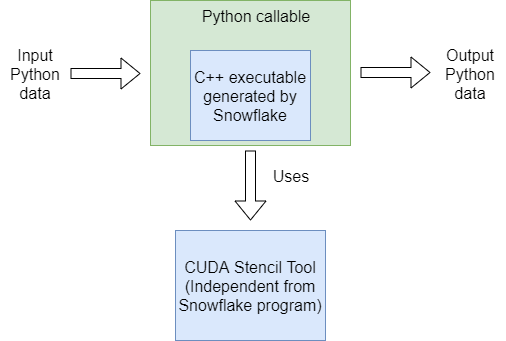 Python callable
Input
Python
data
C++ executable
generated by
Snowflake
Output
Python
data
Uses
CUDA Stencil Tool
(Independent from
Snowflake program)